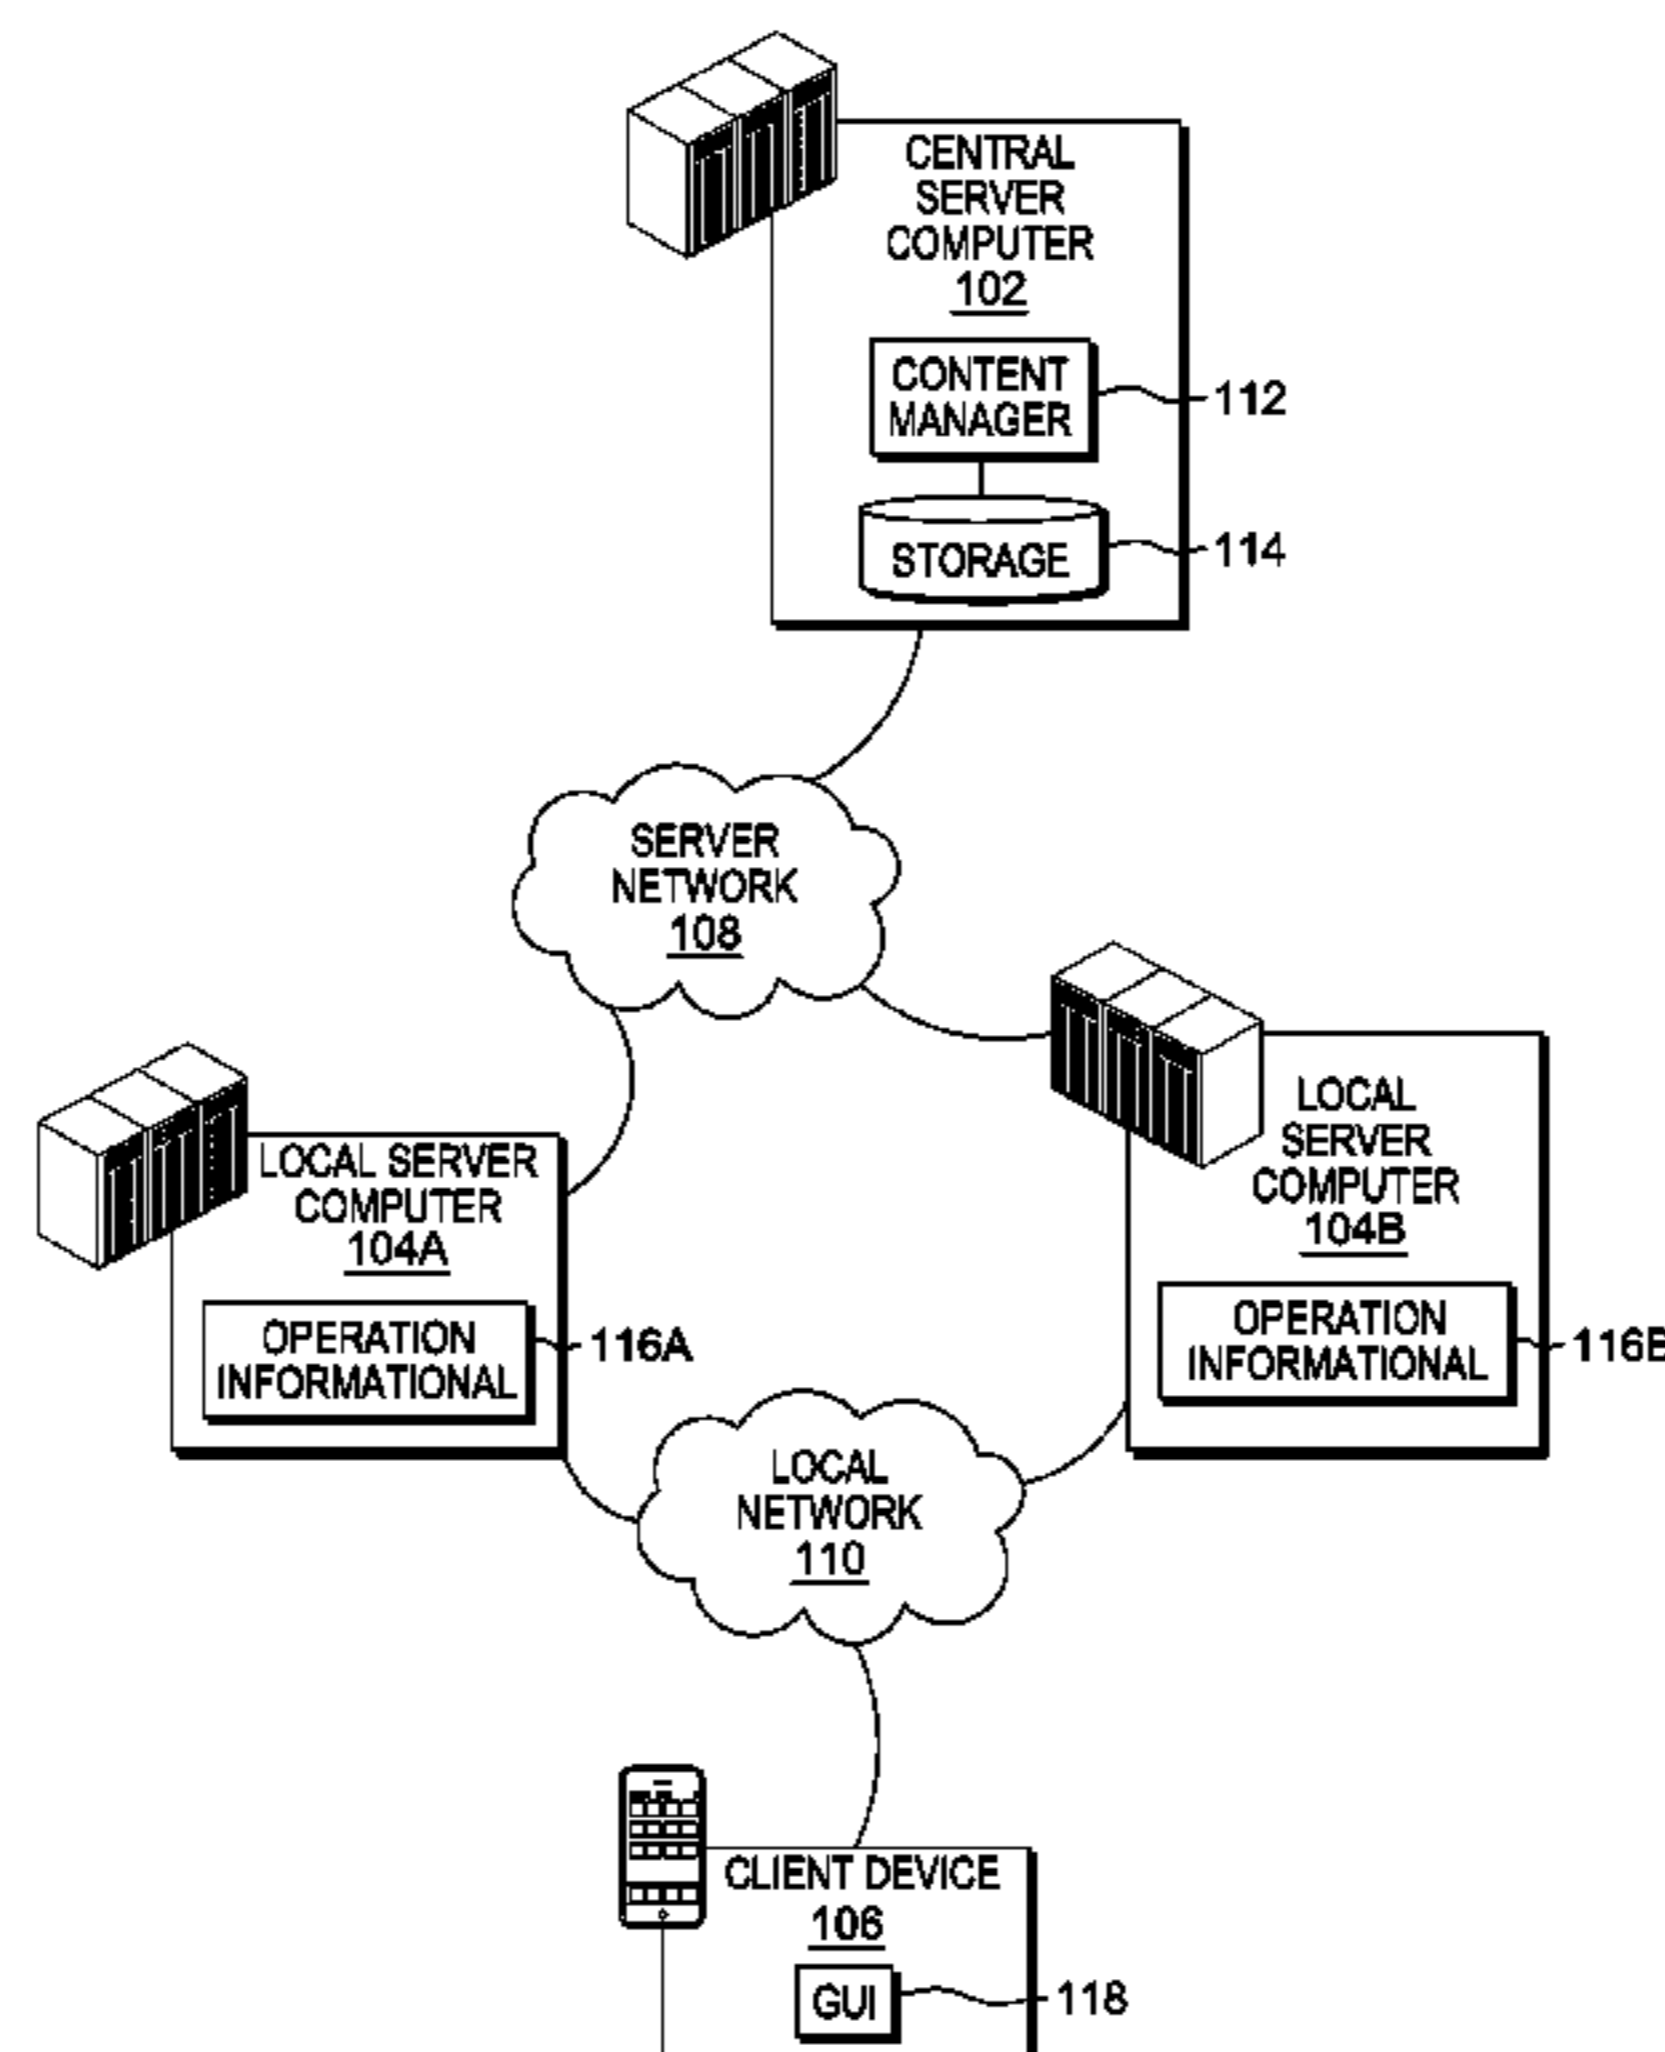 CENTRAL
SERVER
COMPUTER
102
CONTENT
MANAGER
112
STORAGE
114
SERVER
NETWORK
108
LOCAL SERVER
COMPUTER
104A
OPERATION
INFORMATIONAL
116A
LOCAL
SERVER
COMPUTER
104B
OPERATION
INFORMATIONAL
116B
LOCAL
NETWORK
110
CLIENT DEVICE
106
GUI
118